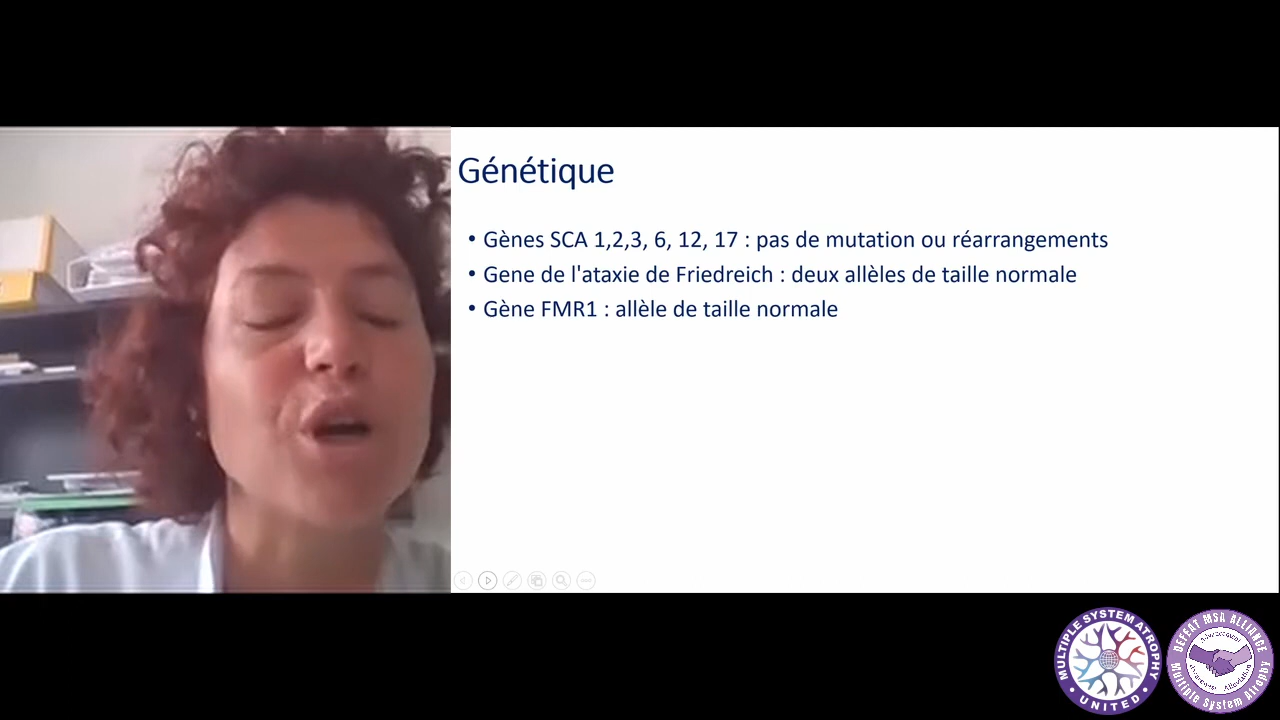 Génétique
• Gènes SCA 1,2,3, 6, 12, 17 : pas de mutation ou réarrangements
• Gene de l'ataxie de Friedreich : deux allèles de taille normale
• Gène FMR1 : allèle de taille normale
MULTIPLE SYSTEM ATROPHY
• UNITED •
DEFEAT MSA ALLIANCE
Multiple System Atrophy